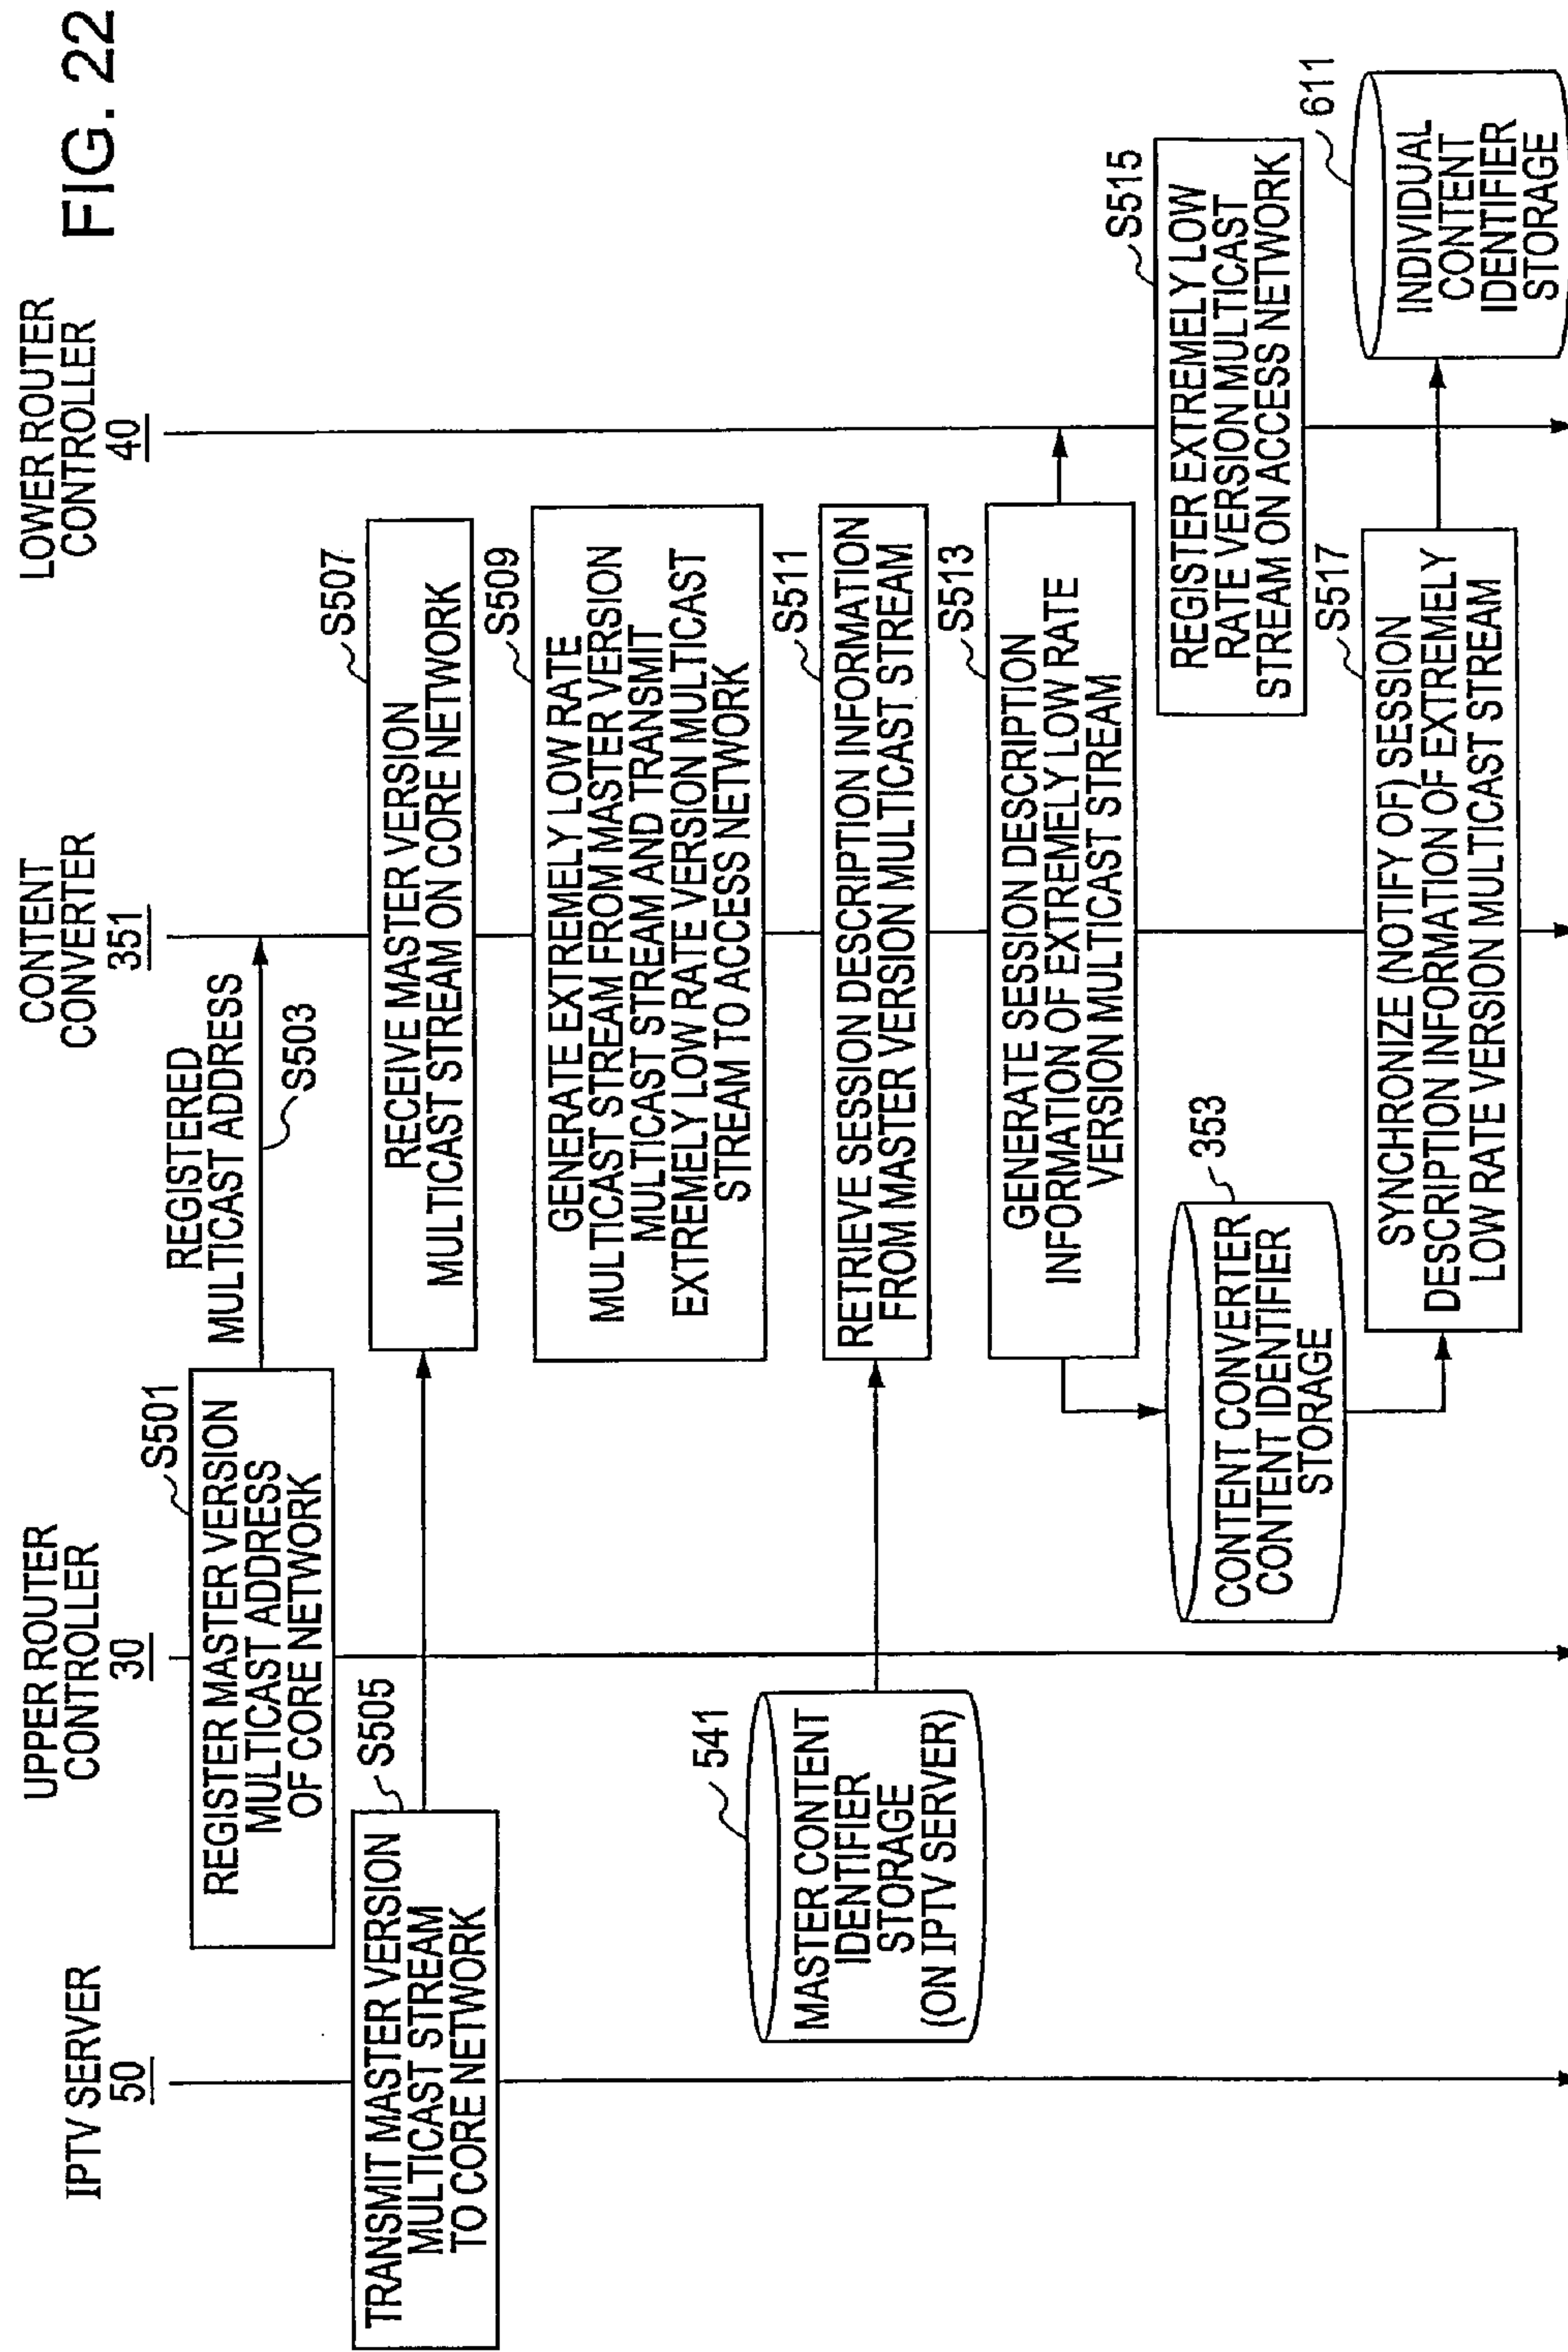 FIG. 22
IPTV SERVER
50
UPPER ROUTER
CONTROLLER
30
CONTENT
CONVERTER
351
LOWER ROUTER
CONTROLLER
40
S501
REGISTER MASTER VERSION
MULTICAST ADDRESS
OF CORE NETWORK
REGISTERED
MULTICAST ADDRESS
S503
S505
TRANSMIT MASTER VERSION
MULTICAST STREAM
TO CORE NETWORK
S507
RECEIVE MASTER VERSION
MULTICAST STREAM ON CORE NETWORK
S509
GENERATE EXTREMELY LOW RATE
MULTICAST STREAM FROM MASTER VERSION
MULTICAST STREAM AND TRANSMIT
EXTREMELY LOW RATE VERSION MULTICAST
STREAM TO ACCESS NETWORK
541
MASTER CONTENT
IDENTIFIER
STORAGE
(ON IPTV SERVER)
S511
RETRIEVE SESSION DESCRIPTION INFORMATION
FROM MASTER VERSION MULTICAST STREAM
S513
GENERATE SESSION DESCRIPTION
INFORMATION OF EXTREMELY LOW RATE
VERSION MULTICAST STREAM
353
CONTENT CONVERTER
CONTENT IDENTIFIER
STORAGE
S515
REGISTER EXTREMELY LOW
RATE VERSION MULTICAST
STREAM ON ACCESS NETWORK
S517
SYNCHRONIZE (NOTIFY OF) SESSION
DESCRIPTION INFORMATION OF EXTREMELY
LOW RATE VERSION MULTICAST STREAM
611
INDIVIDUAL
CONTENT
IDENTIFIER
STORAGE